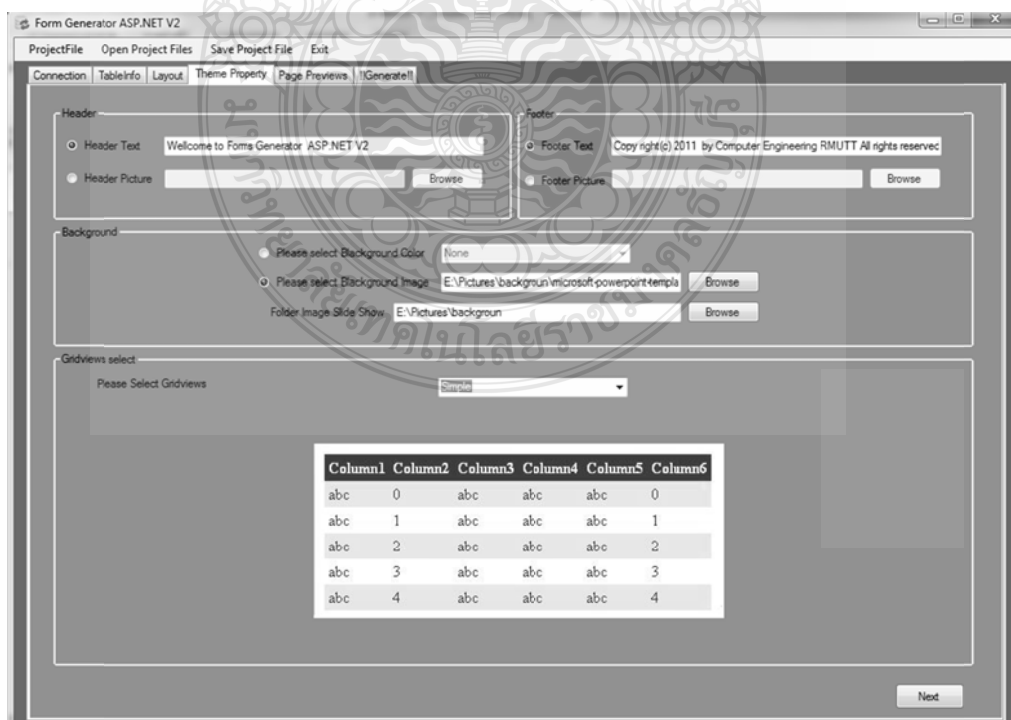 Form Generator ASP.NET V2
ProjectFile Open Project Files Save Project File Exit
Connection TableInfo Layout Theme Property Page Previews !!Generate!!
Header
Header Text Wellcome to Forms Generator ASP.NET V2
Header Picture Browse
Footer
Footer Text Copy right(c) 2011 by Computer Engineering RMUTT All rights reservec
Footer Picture Browse
Background
Please select Blackground Color None
Please select Blackground Image E:\Pictures\backgroun\microsoft-powerpoint-templa Browse
Folder Image Slide Show E:\Pictures\backgroun Browse
Gridviews select
Please Select Gridviews Simple
Column1 Column2 Column3 Column4 Column5 Column6
abc 0 abc abc abc 0
abc 1 abc abc abc 1
abc 2 abc abc abc 2
abc 3 abc abc abc 3
abc 4 abc abc abc 4
Next